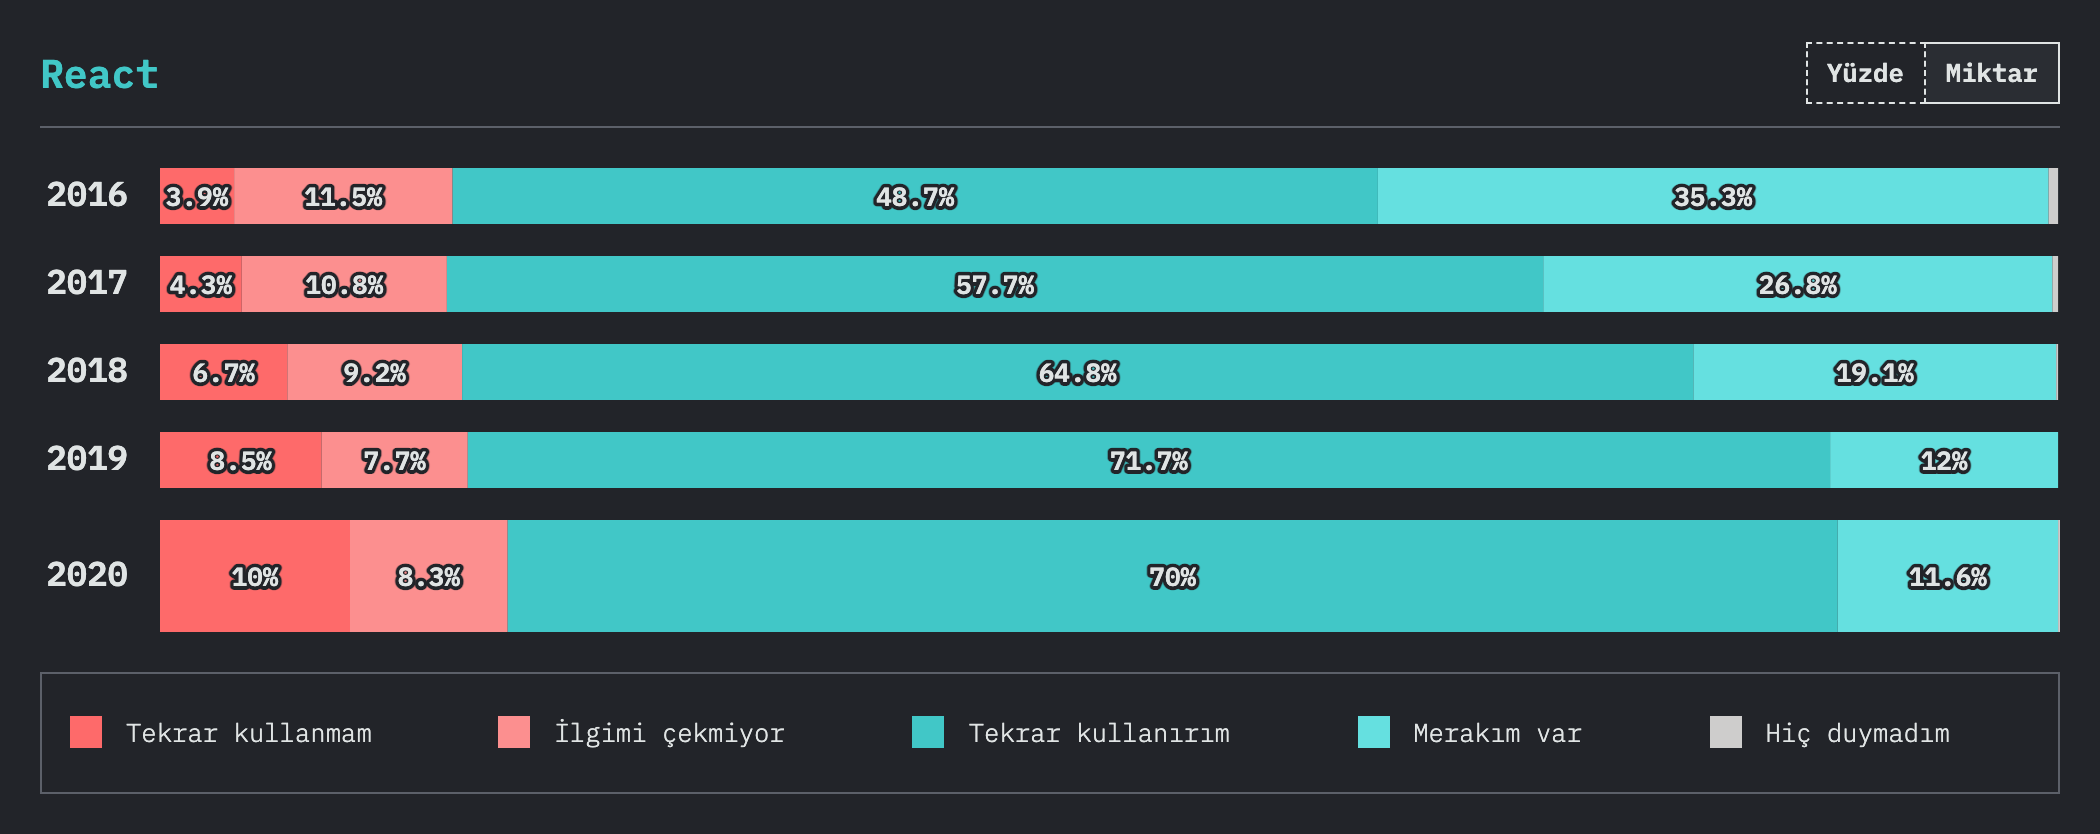 React
Yüzde Miktar
2016 3.9% 11.5% 48.7% 35.3%
2017 4.3% 10.8% 57.7% 26.8%
2018 6.7% 9.2% 64.8% 19.1%
2019 8.5% 7.7% 71.7% 12%
2020 10% 8.3% 70% 11.6%
Tekrar kullanmam İlgimi çekmiyor Tekrar kullanırım Merakım var Hiç duymadım